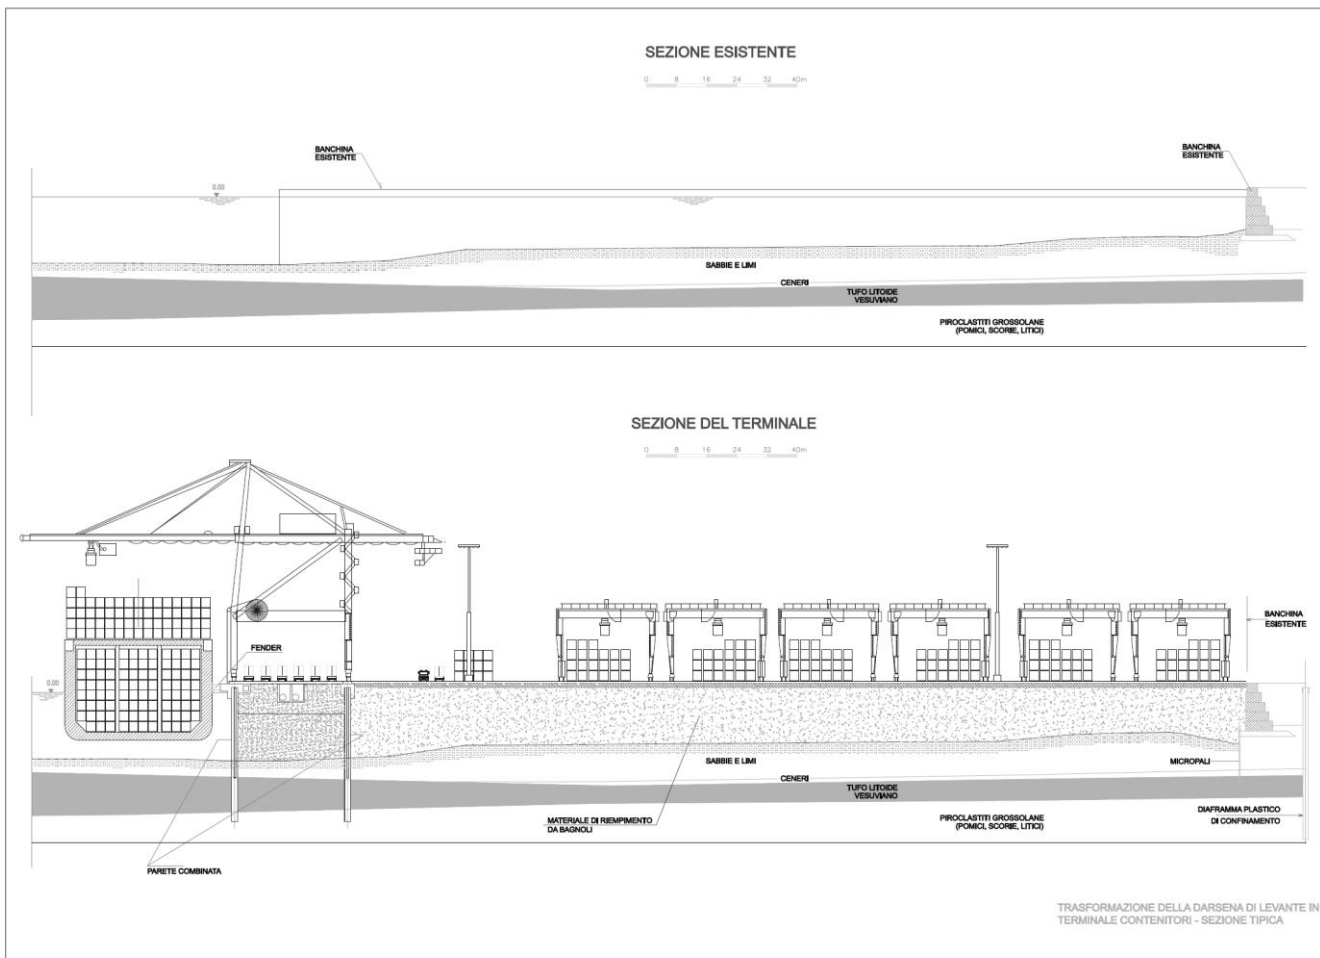 SEZIONE ESISTENTE
0 8 16 24 32 40m
BANCHINA
ESISTENTE
BANCHINA
ESISTENTE
0.00
SABBIE E LIMI
CENERI
TUFO LITOIDE
VESUVIANO
PIROCLASTITI GROSSOLANE
(POMICI, SCORIE, LITICI)
SEZIONE DEL TERMINALE
0 8 16 24 32 40m
BANCHINA
ESISTENTE
FENDER
0.00
SABBIE E LIMI
MICROPALI
CENERI
TUFO LITOIDE
VESUVIANO
DIAFRAMMA PLASTICO
DI CONFINAMENTO
MATERIALE DI RIEMPIMENTO
DA BAGNOLI
PIROCLASTITI GROSSOLANE
(POMICI, SCORIE, LITICI)
PARETE COMBINATA
TRASFORMAZIONE DELLA DARSENA DI LEVANTE IN
TERMINALE CONTENITORI - SEZIONE TIPICA